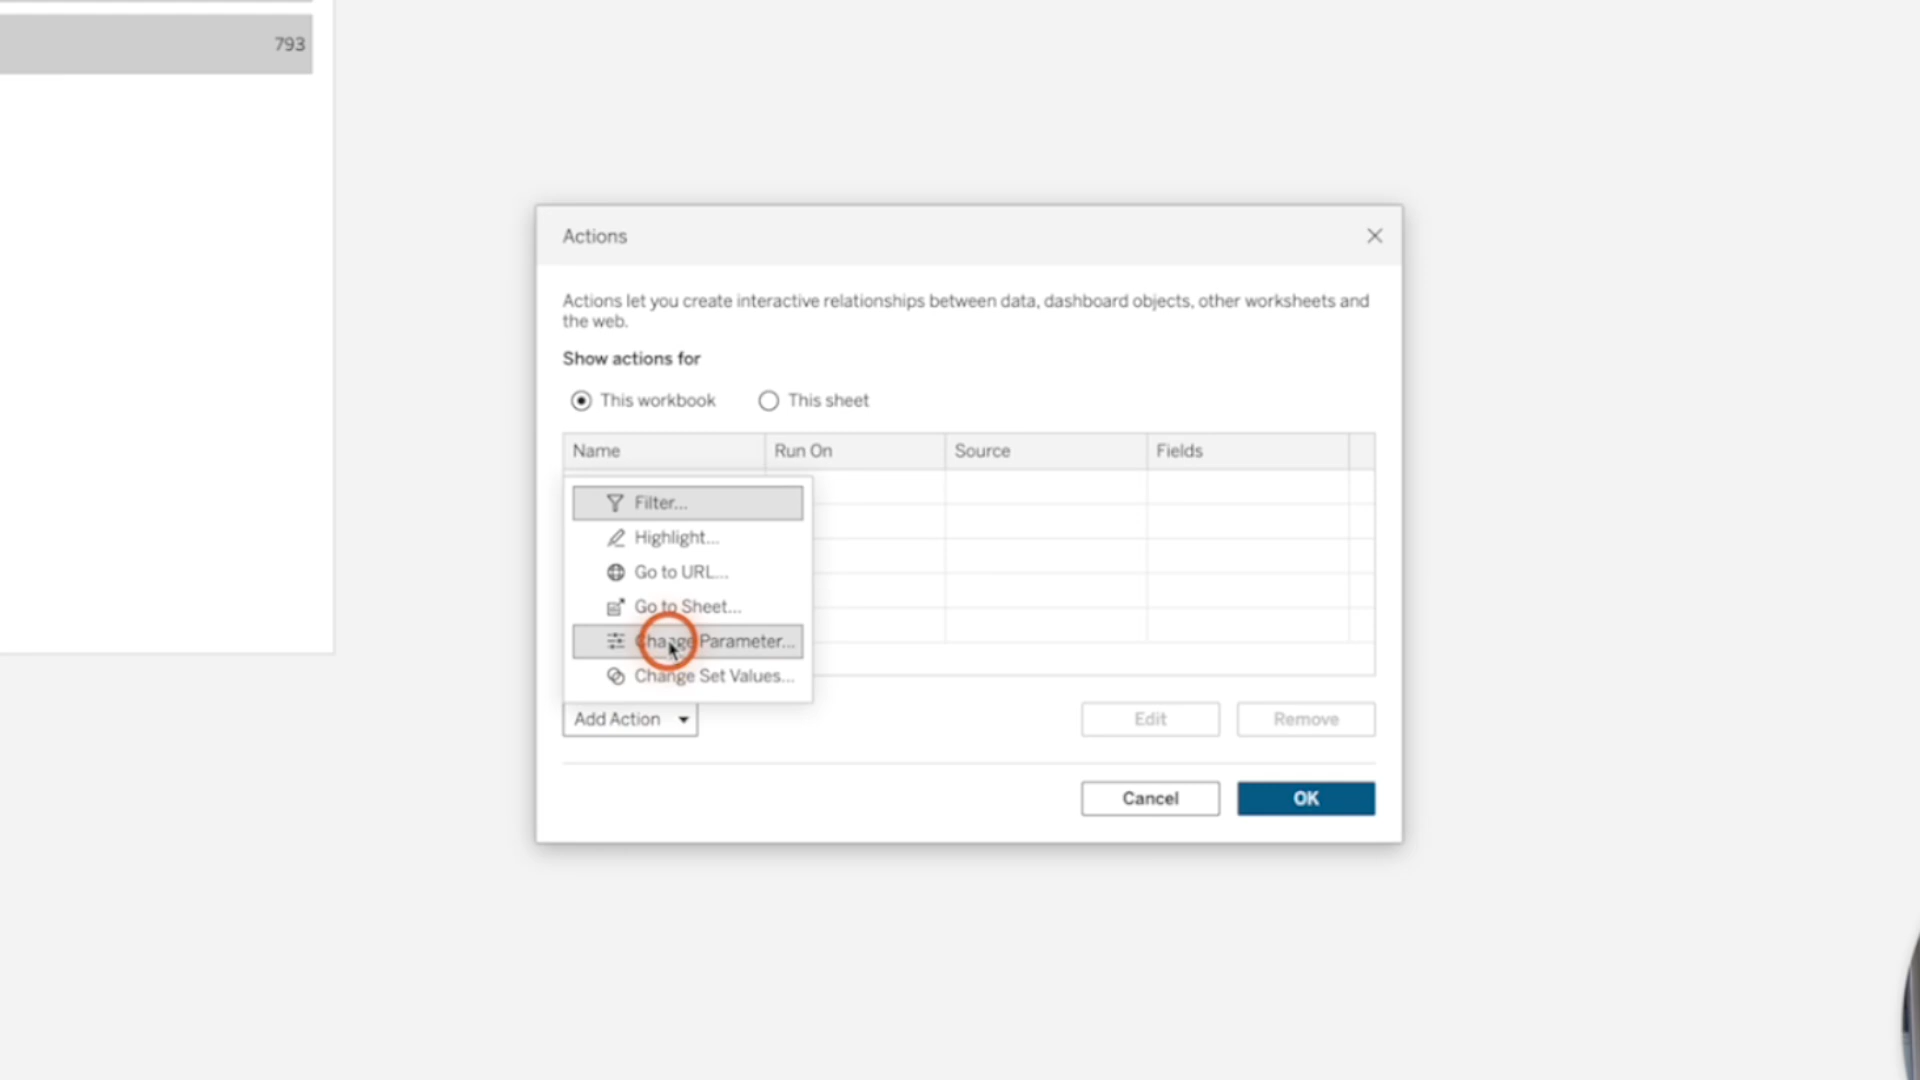 793
Actions
Actions let you create interactive relationships between data, dashboard objects, other worksheets and
the web.
Show actions for
This workbook
This sheet
Name
Run On
Source
Fields
Filter...
Highlight...
Go to URL...
Go to Sheet...
Change Parameter...
Change Set Values...
Add Action
Edit
Remove
Cancel
OK